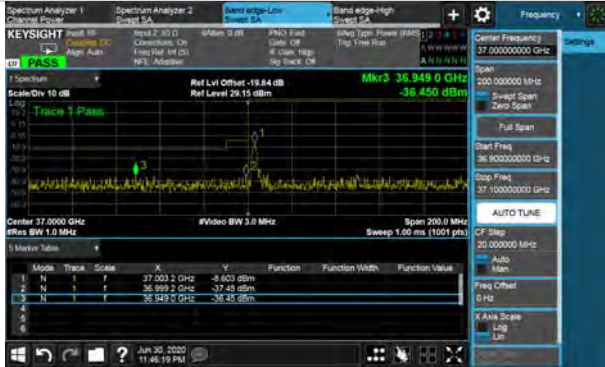 Spectrum Analyzer 1
Channel Power
Spectrum Analyzer 2
Swept SA
Band edge-Low
Swept SA
Band edge-High
Swept SA
+
Frequency
KEYSIGHT Input: RF
Align: Auto
Input Z: 50 Ω
Corrections: On
Freq Ref: Int (S)
NFE: Adaptive
Atten: 0 dB
PNO: Fast
Gate: Off
IF Gain: High
Sig Track: Off
Avg Type: Power (RMS)
Trig: Free Run
PASS
1 Spectrum
Scale/Div 10 dB
Ref Lvl Offset -19.84 dB
Ref Level 29.15 dBm
Mkr3 36.949 0 GHz
-36.450 dBm
Log
Trace 1 Pass
1
2
3
Center 37.0000 GHz
#Res BW 1.0 MHz
#Video BW 3.0 MHz
Span 200.0 MHz
Sweep 1.00 ms (1001 pts)
5 Marker Table
Mode Trace Scale X Y Function Function Width Function Value
1 N 1 f 37.003 2 GHz -8.603 dBm
2 N 1 f 36.999 2 GHz -37.45 dBm
3 N 1 f 36.949 0 GHz -36.45 dBm
4
5
6
Jun 30, 2020
11:46:19 PM
Center Frequency
37.000000000 GHz
Settings
Span
200.000000 MHz
Swept Span
Zero Span
Full Span
Start Freq
36.900000000 GHz
Stop Freq
37.100000000 GHz
AUTO TUNE
CF Step
20.000000 MHz
Auto
Man
Freq Offset
0 Hz
X Axis Scale
Log
Lin